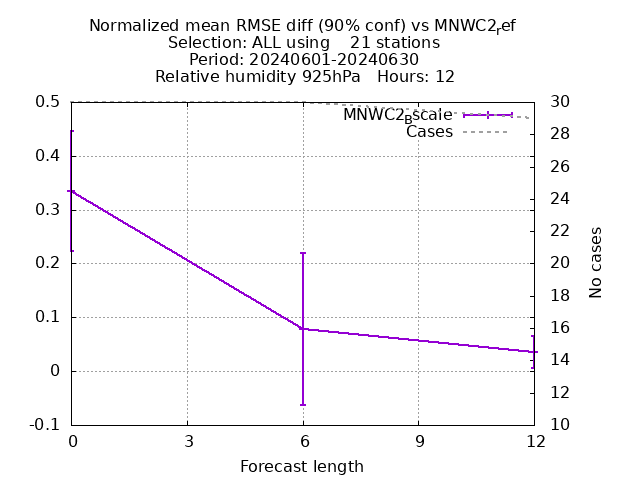 Normalized mean RMSE diff (90% conf) vs MNWC2ref
Selection: ALL using    21 stations
Period: 20240601-20240630
Relative humidity 925hPa   Hours: 12
MNWC2Bscale
Cases
0.5
0.4
0.3
0.2
0.1
0
-0.1
30
28
26
24
22
20
18
16
14
12
10
No cases
0 3 6 9 12
Forecast length